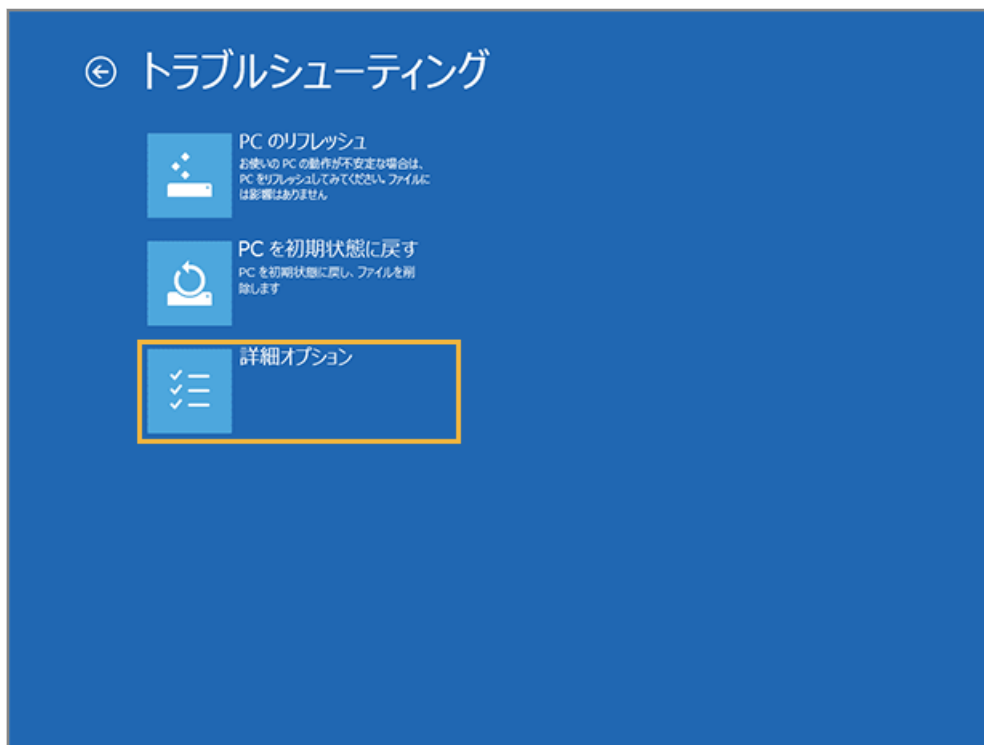 トラブルシューティング
PC のリフレッシュ
お使いの PC の動作が不安定な場合は、
PC をリフレッシュしてみてください。ファイルに
は影響はありません
PC を初期状態に戻す
PC を初期状態に戻し、ファイルを削
除します
詳細オプション